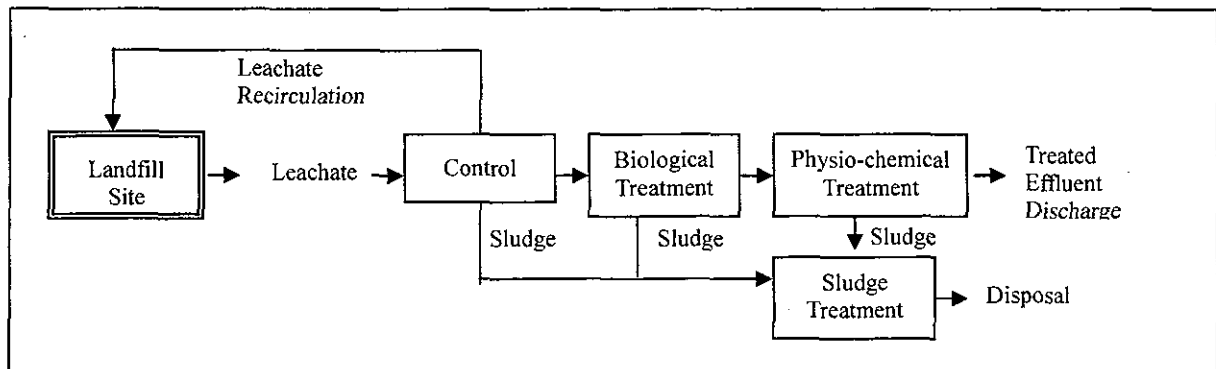 Leachate
Recirculation
Landfill
Site
Leachate
Control
Biological
Treatment
Physio-chemical
Treatment
Treated
Effluent
Discharge
Sludge
Sludge
Sludge
Sludge
Treatment
Disposal